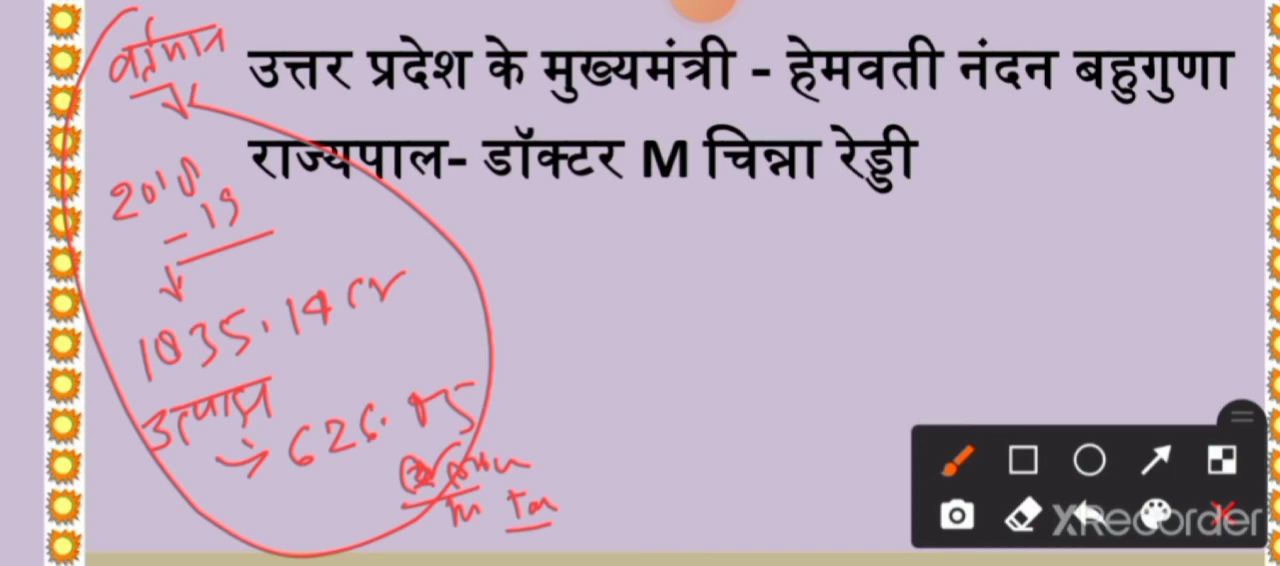 उत्तर प्रदेश के मुख्यमंत्री - हेमवती नंदन बहुगुणा
राज्यपाल- डॉक्टर M चिन्ना रेड्डी
वर्तमान
2018
-19
1035.14 cr
उत्पादन
→ 626.85
XRecorder